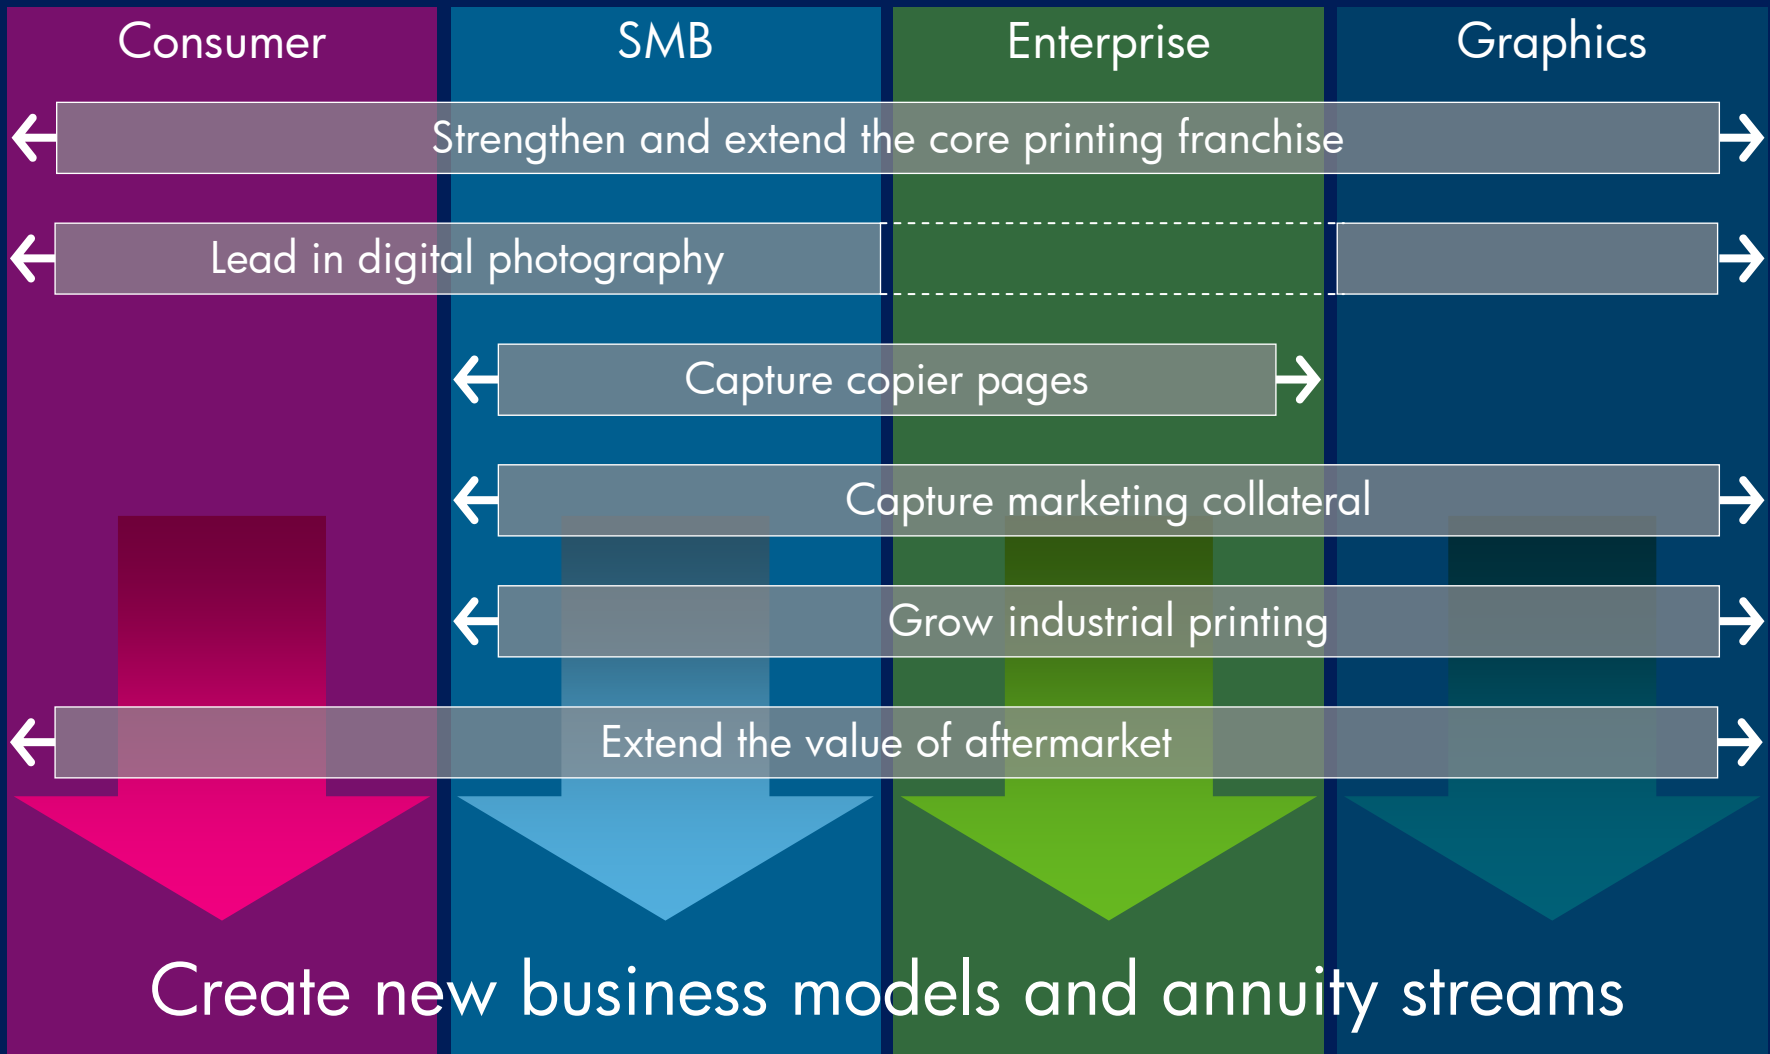 Consumer
SMB
Enterprise
Graphics
Strengthen and extend the core printing franchise
Lead in digital photography
Capture copier pages
Capture marketing collateral
Grow industrial printing
Extend the value of aftermarket
Create new business models and annuity streams